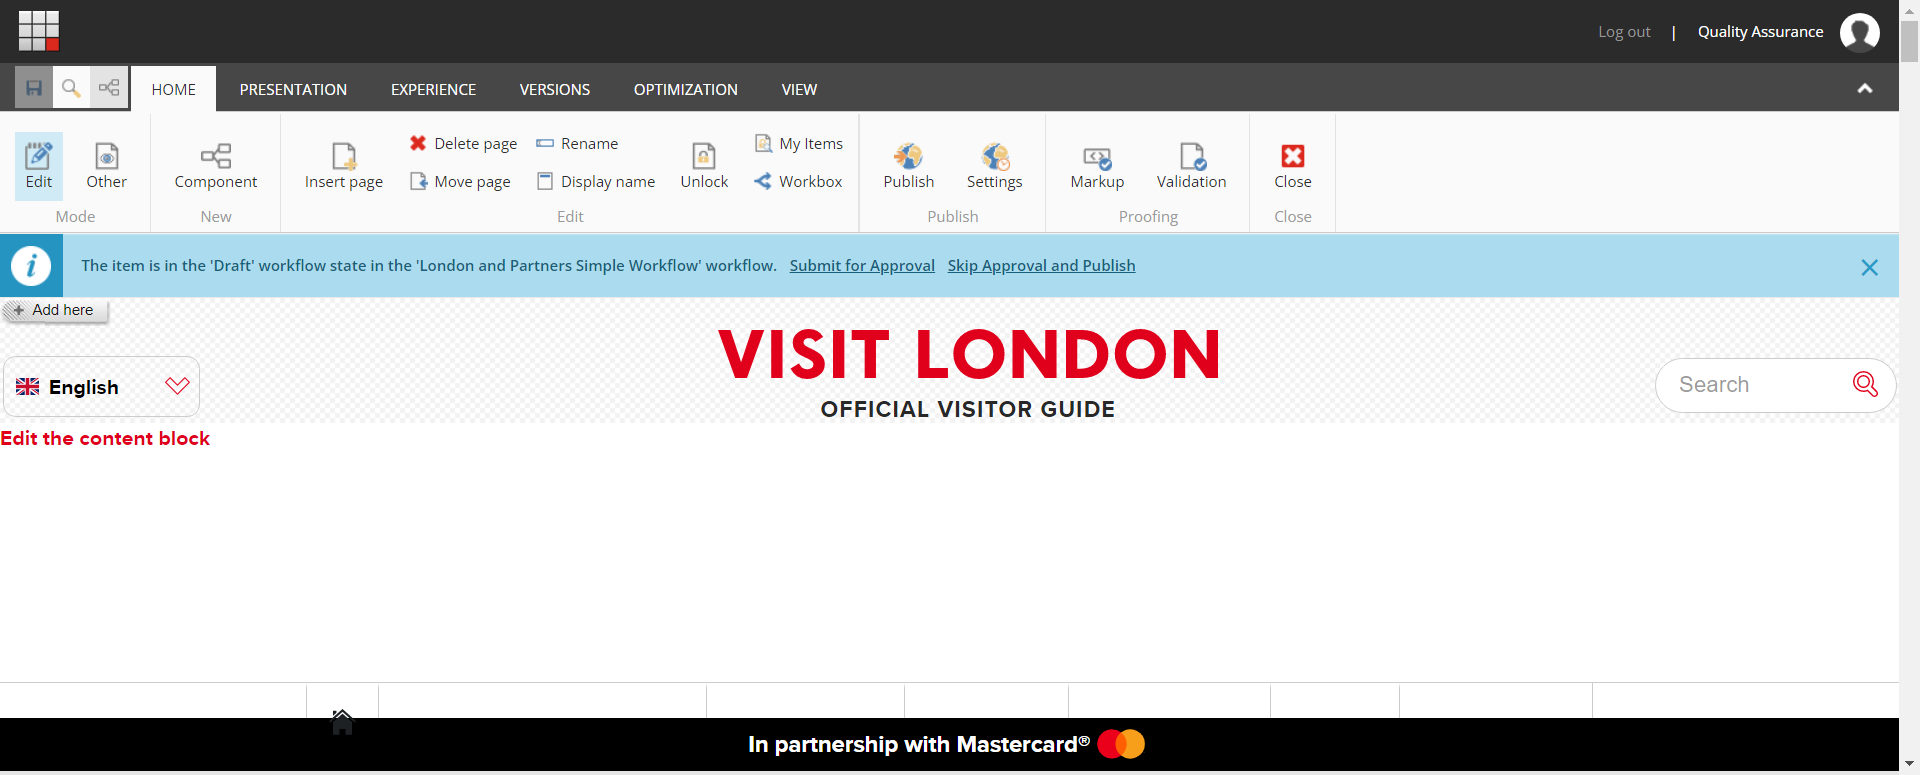 Log out | Quality Assurance
HOME PRESENTATION EXPERIENCE VERSIONS OPTIMIZATION VIEW
Delete page Rename My Items
Edit Other Component Insert page Move page Display name Unlock Workbox Publish Settings Markup Validation Close
Mode New Edit Publish Proofing Close
The item is in the 'Draft' workflow state in the 'London and Partners Simple Workflow' workflow. Submit for Approval Skip Approval and Publish
Add here
VISIT LONDON
English Search
OFFICIAL VISITOR GUIDE
Edit the content block
In partnership with Mastercard®